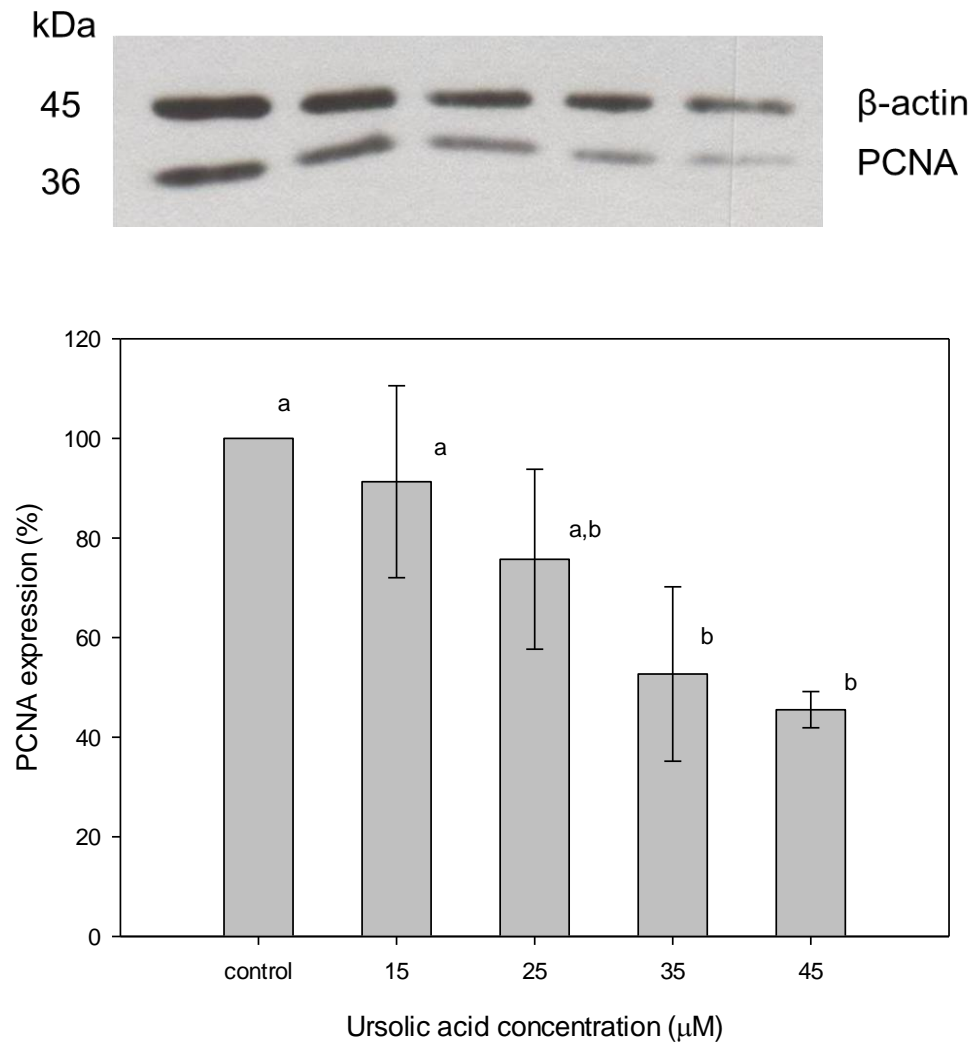 kDa
45 β-actin
36 PCNA
120
100
80
60
40
20
0
PCNA expression (%)
a
a
a,b
b
b
control 15 25 35 45
Ursolic acid concentration (μM)